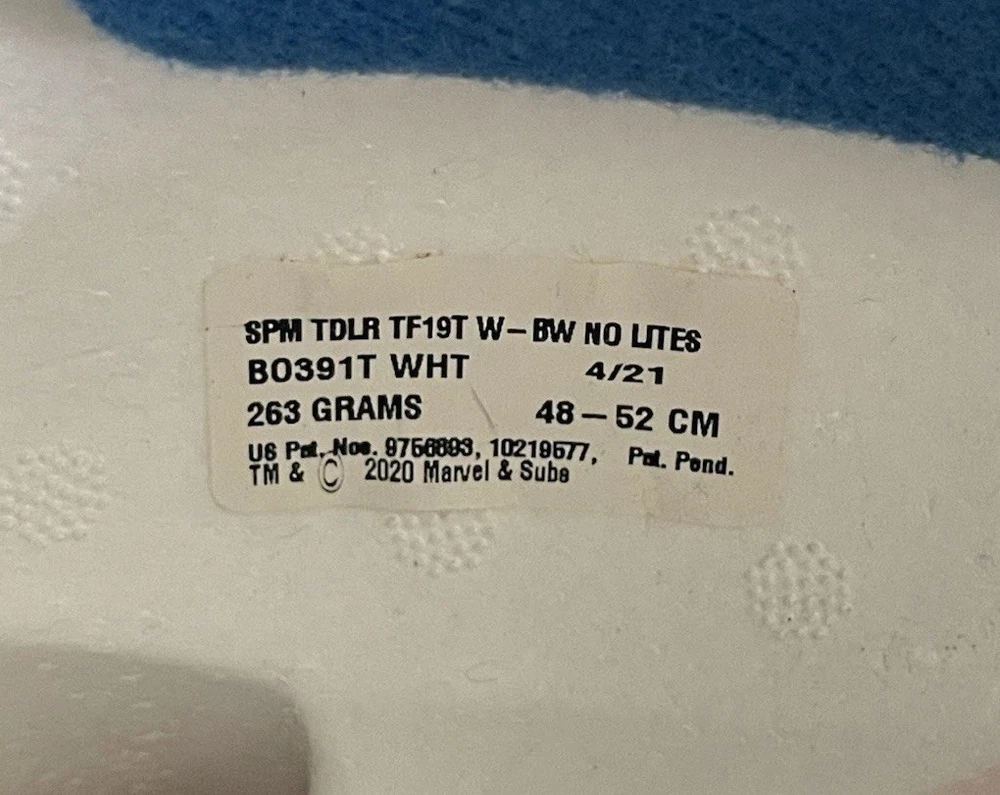 SPM TDLR TF19T W-BW NO LITES
BO391T WHT 4/21
263 GRAMS 48-52 CM
US Pat. Nos. 9756893, 10219577, Pat. Pend.
TM & © 2020 Marvel & Subs